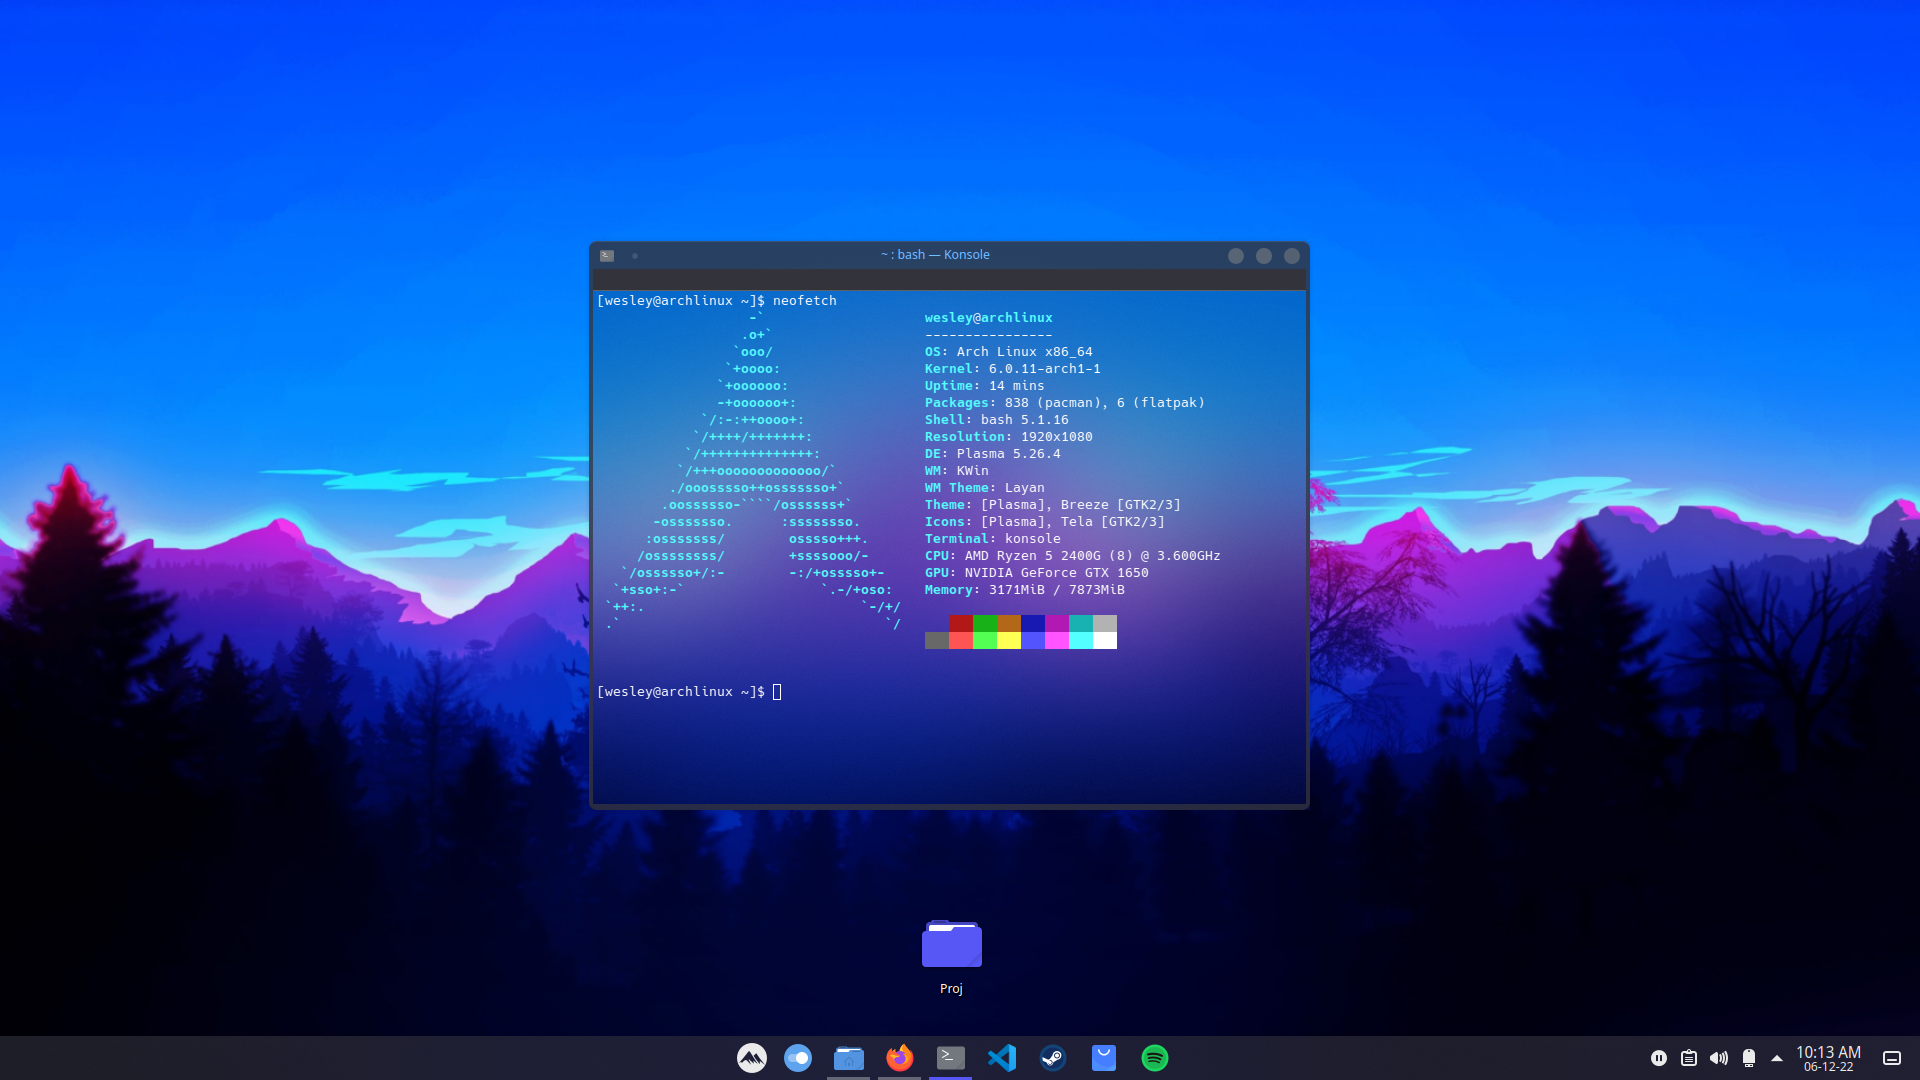 ~ : bash — Konsole
[wesley@archlinux ~]$ neofetch
-`
.o+`
`ooo/
`+oooo:
`+oooooo:
-+oooooo+:
`/:-:++oooo+:
`/++++/+++++++:
`/++++++++++++++:
`/+++ooooooooooooo/`
./ooosssso++osssssso+`
.oossssso-````/ossssss+`
-osssssso.      :ssssssso.
:osssssss/        osssso+++.
/ossssssss/        +ssssooo/-
`/ossssso+/:-        -:/+osssso+-
`+sso+:-`                 `.-/+oso:
`++:.                           `-/+/
.`                                 `/
wesley@archlinux
----------------
OS: Arch Linux x86_64
Kernel: 6.0.11-arch1-1
Uptime: 14 mins
Packages: 838 (pacman), 6 (flatpak)
Shell: bash 5.1.16
Resolution: 1920x1080
DE: Plasma 5.26.4
WM: KWin
WM Theme: Layan
Theme: [Plasma], Breeze [GTK2/3]
Icons: [Plasma], Tela [GTK2/3]
Terminal: konsole
CPU: AMD Ryzen 5 2400G (8) @ 3.600GHz
GPU: NVIDIA GeForce GTX 1650
Memory: 3171MiB / 7873MiB
[wesley@archlinux ~]$
Proj
10:13 AM
06-12-22